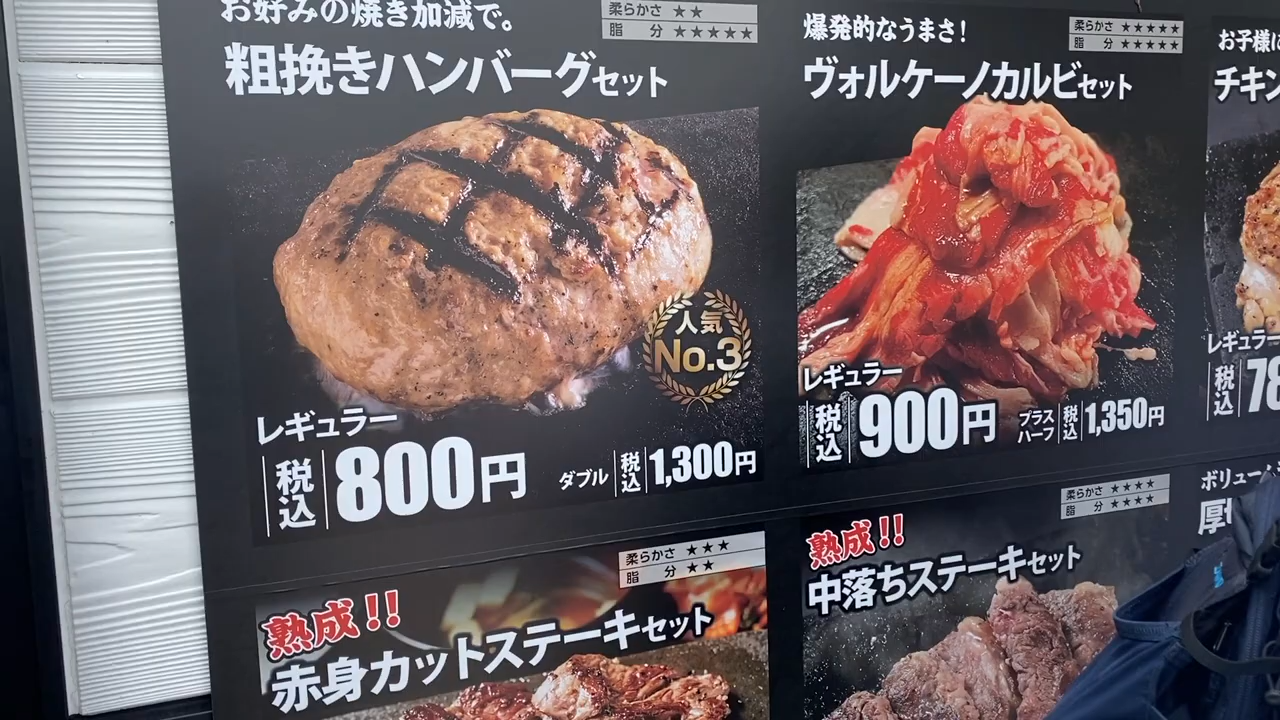 お好みの焼き加減で。
柔らかさ ★★
脂 分 ★★★★★
粗挽きハンバーグセット
人気
No.3
レギュラー
税込 800円
ダブル 税込 1,300円
爆発的なうまさ!
柔らかさ ★★★★★
脂 分 ★★★★★
ヴォルケーノカルビセット
レギュラー
税込 900円
プラスハーフ 税込 1,350円
お子様に
チキン
レギュラー
税込 78
柔らかさ ★★★
脂 分 ★★
熟成!!
赤身カットステーキセット
柔らかさ ★★★★
脂 分 ★★★★
熟成!!
中落ちステーキセット
ボリューム
厚切